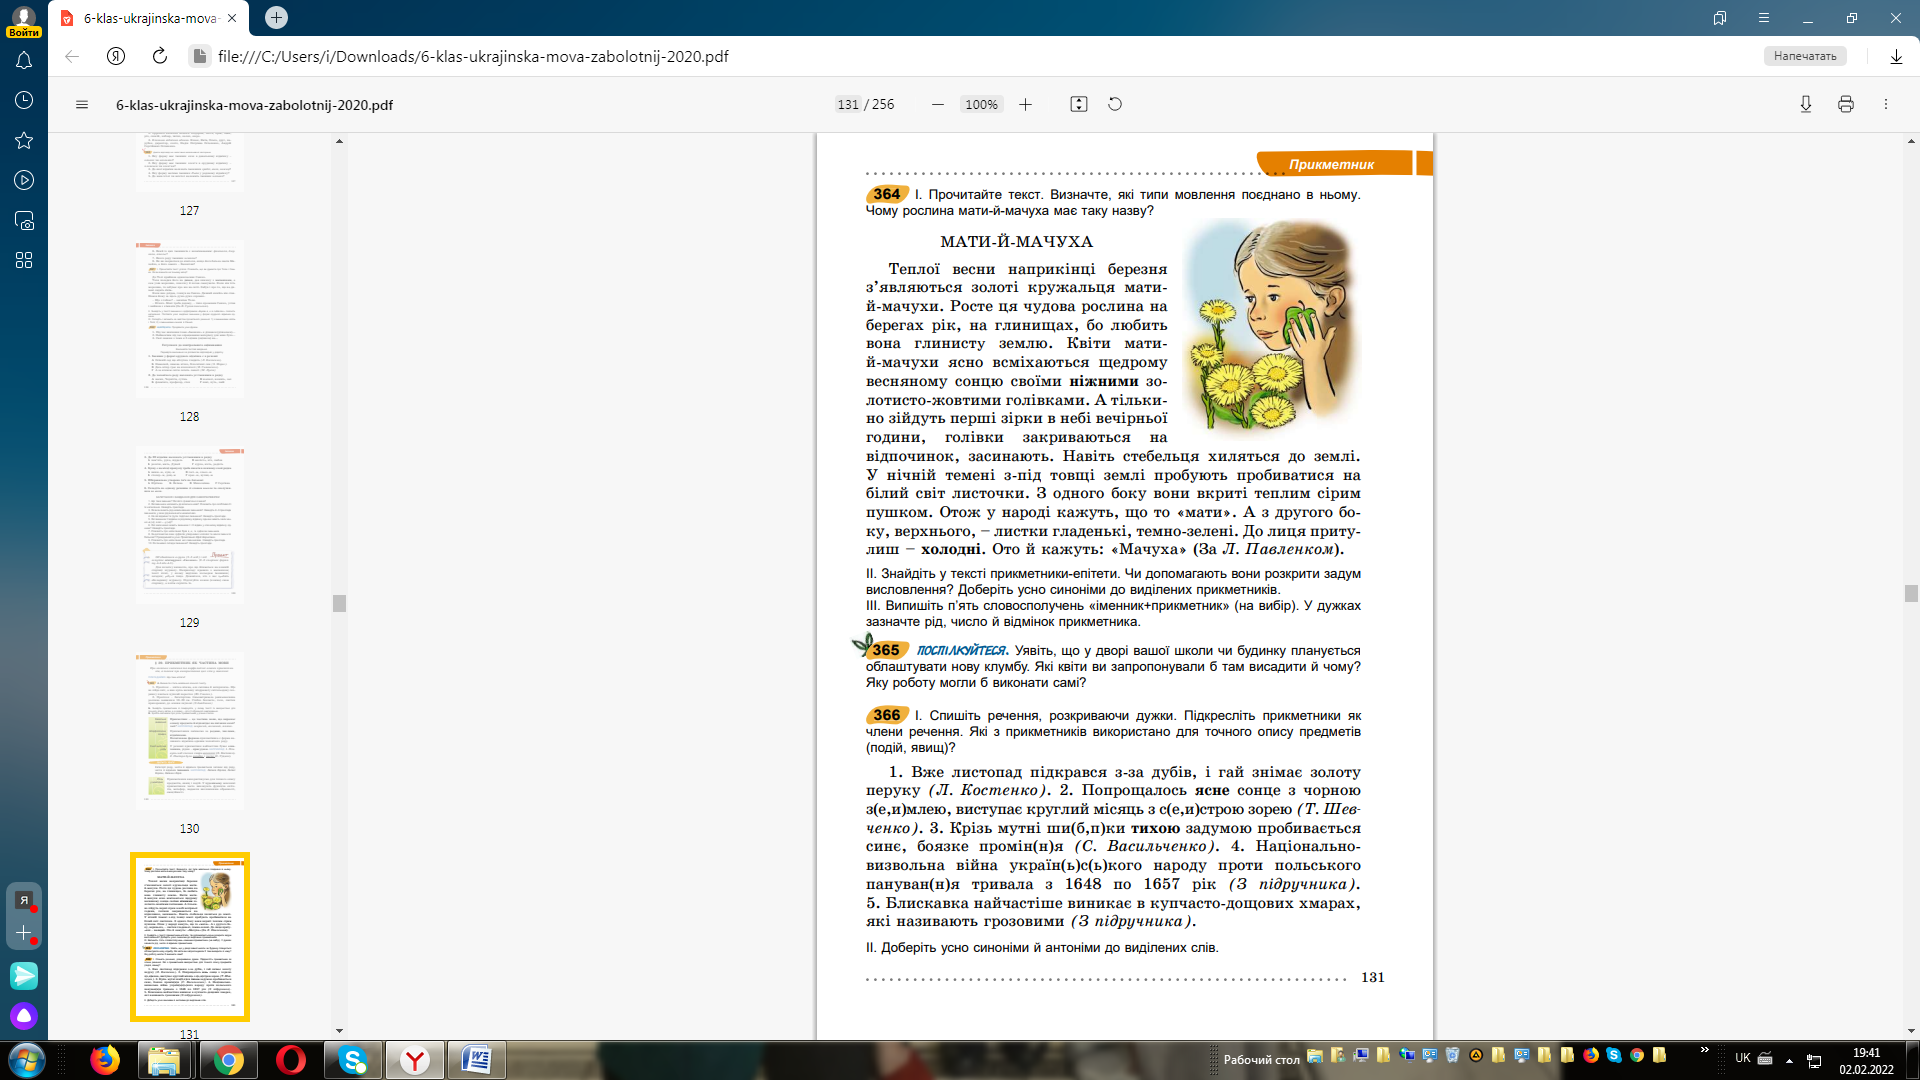 Войти
6-klas-ukrajinska-mova-
file:///C:/Users/i/Downloads/6-klas-ukrajinska-mova-zabolotnij-2020.pdf
Напечатать
6-klas-ukrajinska-mova-zabolotnij-2020.pdf
131 / 256
100%
127
128
129
130
131
Прикметник
364 І. Прочитайте текст. Визначте, які типи мовлення поєднано в ньому.
Чому рослина мати-й-мачуха має таку назву?
МАТИ-Й-МАЧУХА
Теплої весни наприкінці березня
з’являються золоті кружальця мати-
й-мачухи. Росте ця чудова рослина на
берегах рік, на глинищах, бо любить
вона глинисту землю. Квіти мати-
й-мачухи ясно всміхаються щедрому
весняному сонцю своїми ніжними зо-
лотисто-жовтими голівками. А тільки-
но зійдуть перші зірки в небі вечірньої
години, голівки закриваються на
відпочинок, засинають. Навіть стебельця хиляться до землі.
У нічній темені з-під товщі землі пробують пробиватися на
білий світ листочки. З одного боку вони вкриті теплим сірим
пушком. Отож у народі кажуть, що то «мати». А з другого бо-
ку, верхнього, – листки гладенькі, темно-зелені. До лиця приту-
лиш – холодні. Ото й кажуть: «Мачуха» (За Л. Павленком).
ІІ. Знайдіть у тексті прикметники-епітети. Чи допомагають вони розкрити задум
висловлення? Доберіть усно синоніми до виділених прикметників.
ІІІ. Випишіть п’ять словосполучень «іменник+прикметник» (на вибір). У дужках
зазначте рід, число й відмінок прикметника.
365 ПОСПІЛКУЙТЕСЯ. Уявіть, що у дворі вашої школи чи будинку планується
облаштувати нову клумбу. Які квіти ви запропонували б там висадити й чому?
Яку роботу могли б виконати самі?
366 І. Спишіть речення, розкриваючи дужки. Підкресліть прикметники як
члени речення. Які з прикметників використано для точного опису предметів
(подій, явищ)?
1. Вже листопад підкрався з-за дубів, і гай знімає золоту
перуку (Л. Костенко). 2. Попрощалось ясне сонце з чорною
з(е,и)млею, виступає круглий місяць з с(е,и)строю зорею (Т. Шев-
ченко). 3. Крізь мутні ши(б,п)ки тихою задумою пробивається
синє, боязке промін(н)я (С. Васильченко). 4. Національно-
визвольна війна україн(ь)с(ь)кого народу проти польського
пануван(н)я тривала з 1648 по 1657 рік (З підручника).
5. Блискавка найчастіше виникає в купчасто-дощових хмарах,
які називають грозовими (З підручника).
ІІ. Доберіть усно синоніми й антоніми до виділених слів.
131
Рабочий стол
UK
19:41
02.02.2022